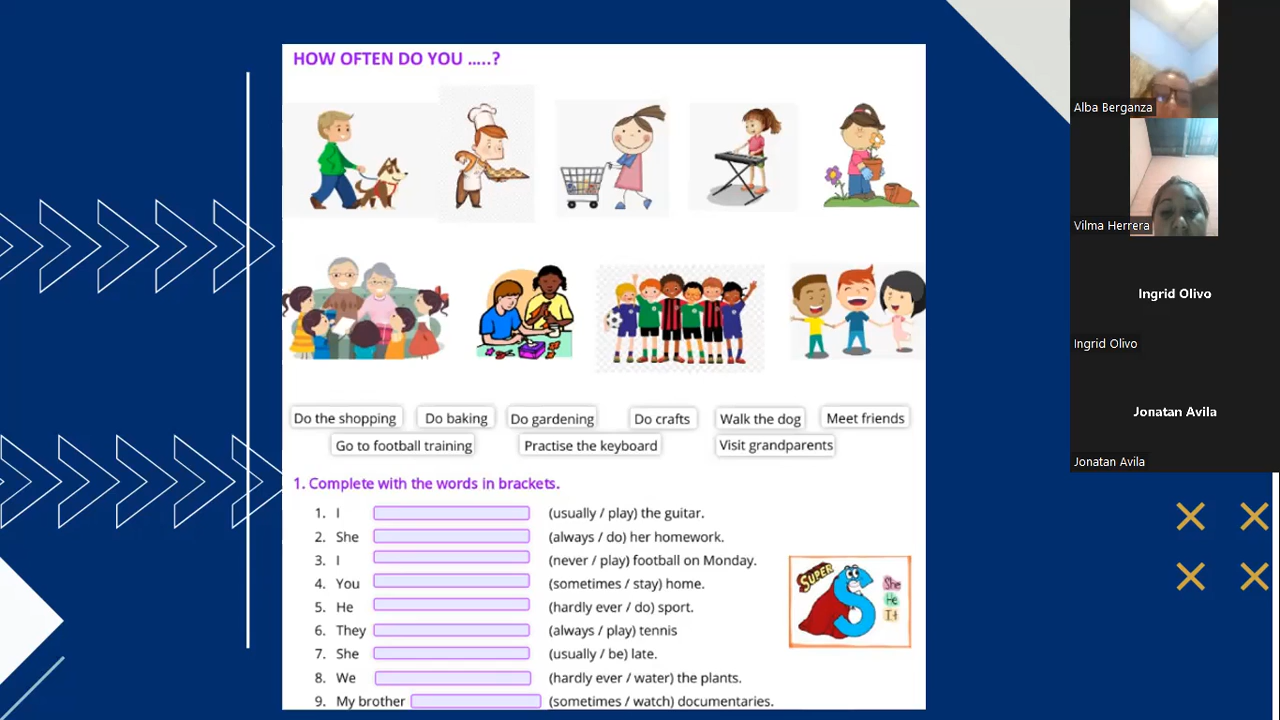 HOW OFTEN DO YOU .....?
Do the shopping
Do baking
Do gardening
Do crafts
Walk the dog
Meet friends
Go to football training
Practise the keyboard
Visit grandparents
1. Complete with the words in brackets.
1. I (usually / play) the guitar.
2. She (always / do) her homework.
3. I (never / play) football on Monday.
4. You (sometimes / stay) home.
5. He (hardly ever / do) sport.
6. They (always / play) tennis
7. She (usually / be) late.
8. We (hardly ever / water) the plants.
9. My brother (sometimes / watch) documentaries.
SUPER
S
She
He
It
Alba Berganza
Vilma Herrera
Ingrid Olivo
Ingrid Olivo
Jonatan Avila
Jonatan Avila